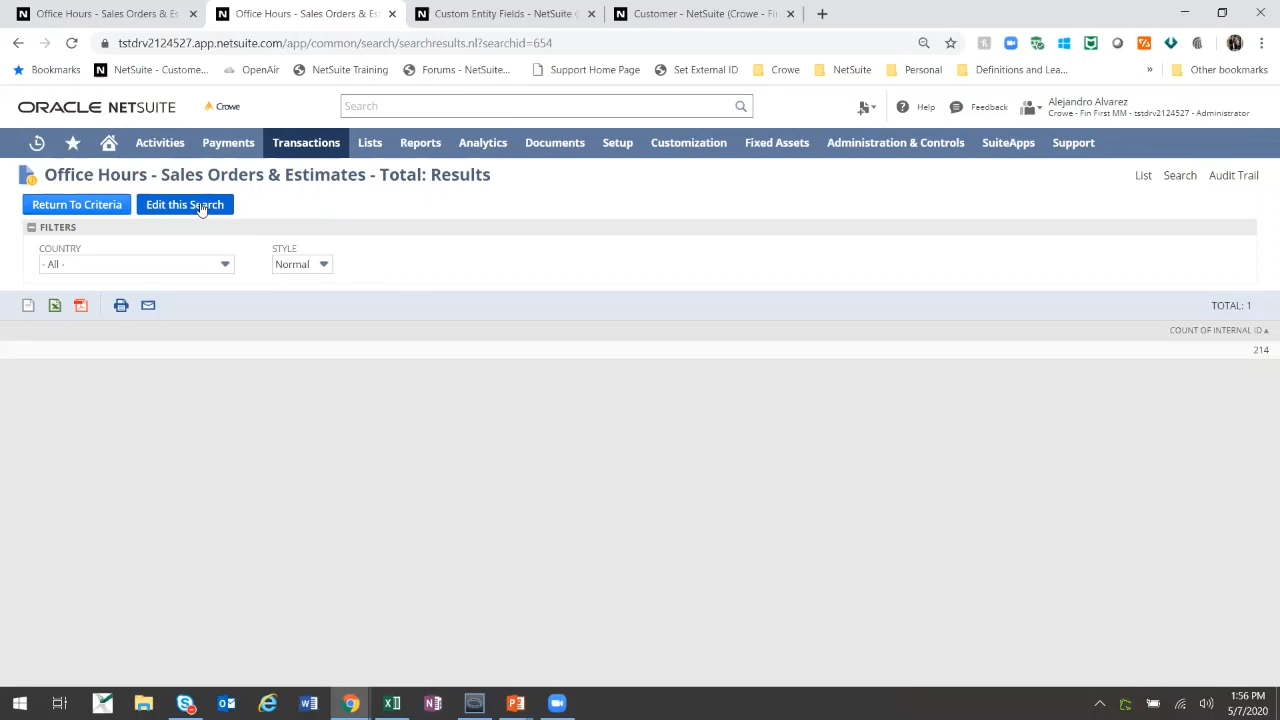 Office Hours - Sales Orders & Es
Office Hours - Sales Orders & Es
Custom Entity Fields - NetSuite (
Customer - NetSuite (Crowe - Fi
tstdrv2124527.app.netsuite.com/app/common/search/searchresults.nl?searchid=654
Bookmarks
NetSuite - Custome...
OpenAir
NetSuite Training
Forums - NetSuite...
Support Home Page
Set External ID
Crowe
NetSuite
Personal
Definitions and Lea...
»
Other bookmarks
ORACLE NETSUITE
Crowe
Search
Help
Feedback
Alejandro Alvarez
Crowe - Fin First MM - tstdrv2124527 - Administrator
Activities
Payments
Transactions
Lists
Reports
Analytics
Documents
Setup
Customization
Fixed Assets
Administration & Controls
SuiteApps
Support
Office Hours - Sales Orders & Estimates - Total: Results
List
Search
Audit Trail
Return To Criteria
Edit this Search
FILTERS
COUNTRY
STYLE
- All -
Normal
TOTAL: 1
COUNT OF INTERNAL ID
214
1:56 PM
5/7/2020